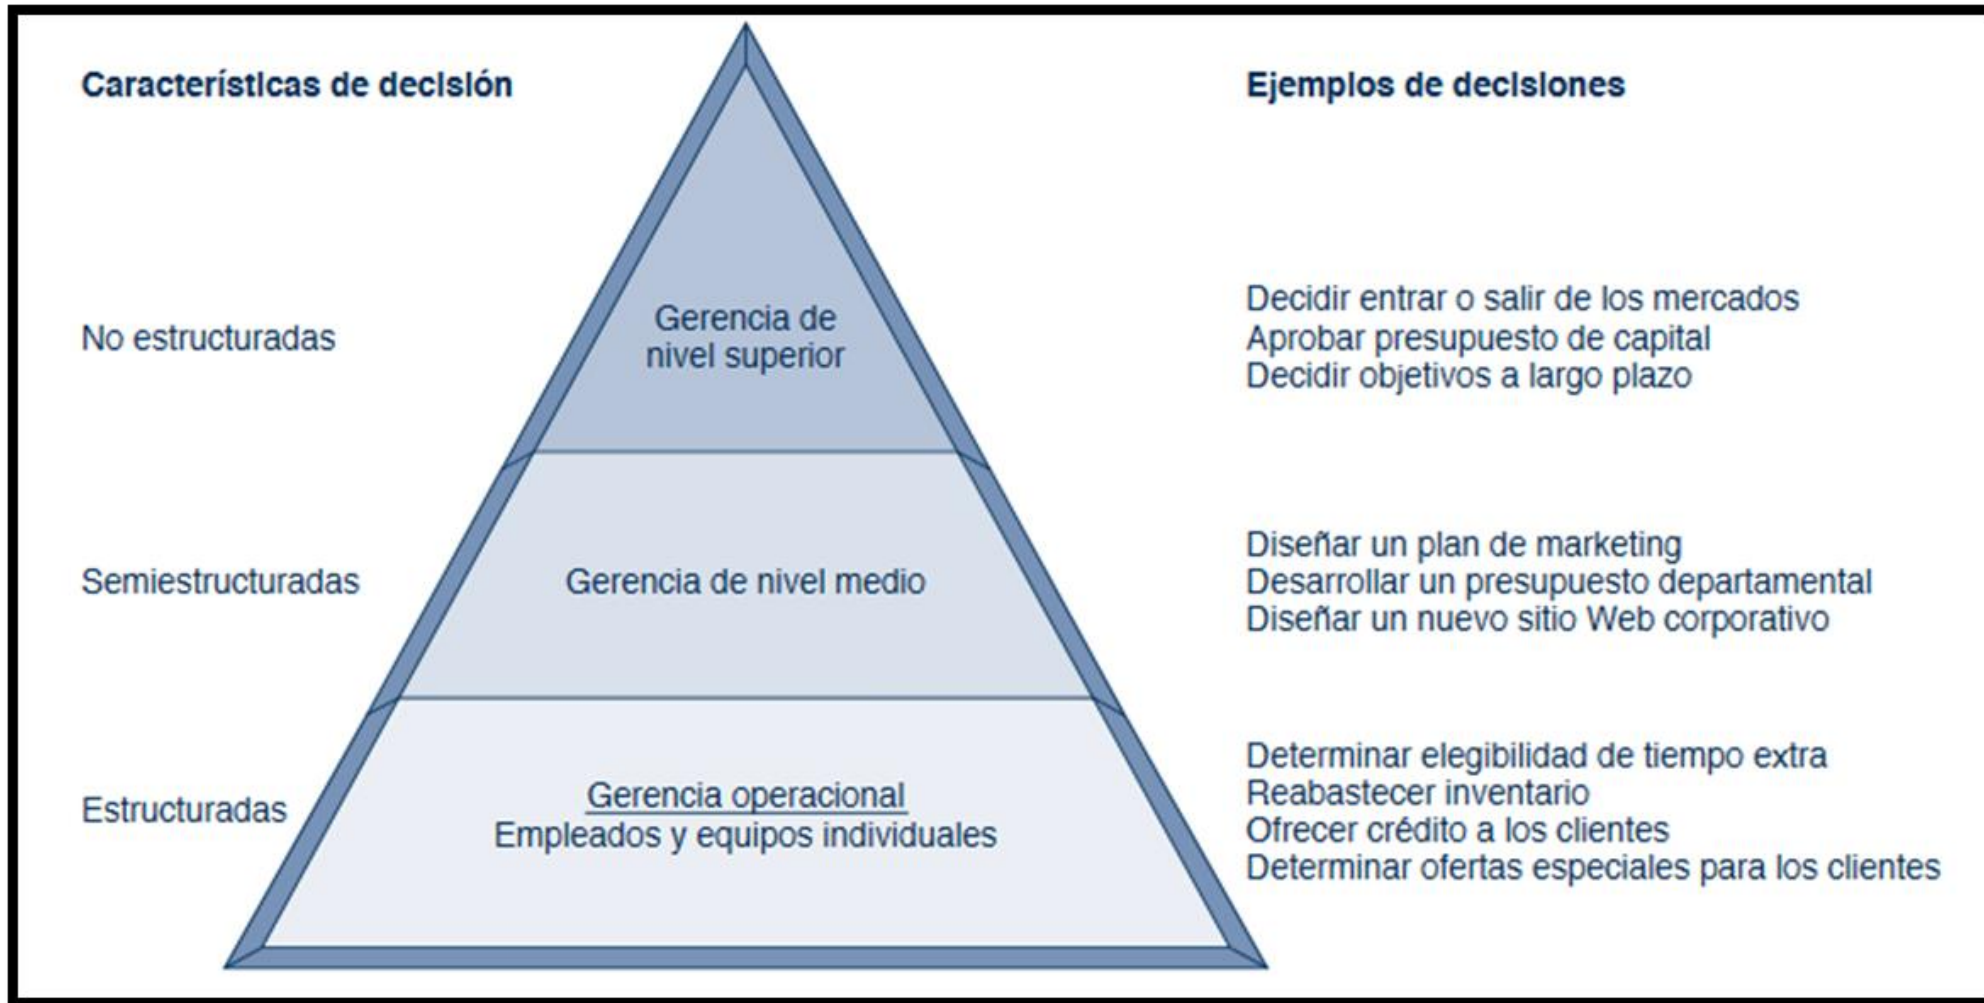 Características de decisión
Ejemplos de decisiones
No estructuradas
Gerencia de
nivel superior
Decidir entrar o salir de los mercados
Aprobar presupuesto de capital
Decidir objetivos a largo plazo
Semiestructuradas
Gerencia de nivel medio
Diseñar un plan de marketing
Desarrollar un presupuesto departamental
Diseñar un nuevo sitio Web corporativo
Estructuradas
Gerencia operacional
Empleados y equipos individuales
Determinar elegibilidad de tiempo extra
Reabastecer inventario
Ofrecer crédito a los clientes
Determinar ofertas especiales para los clientes